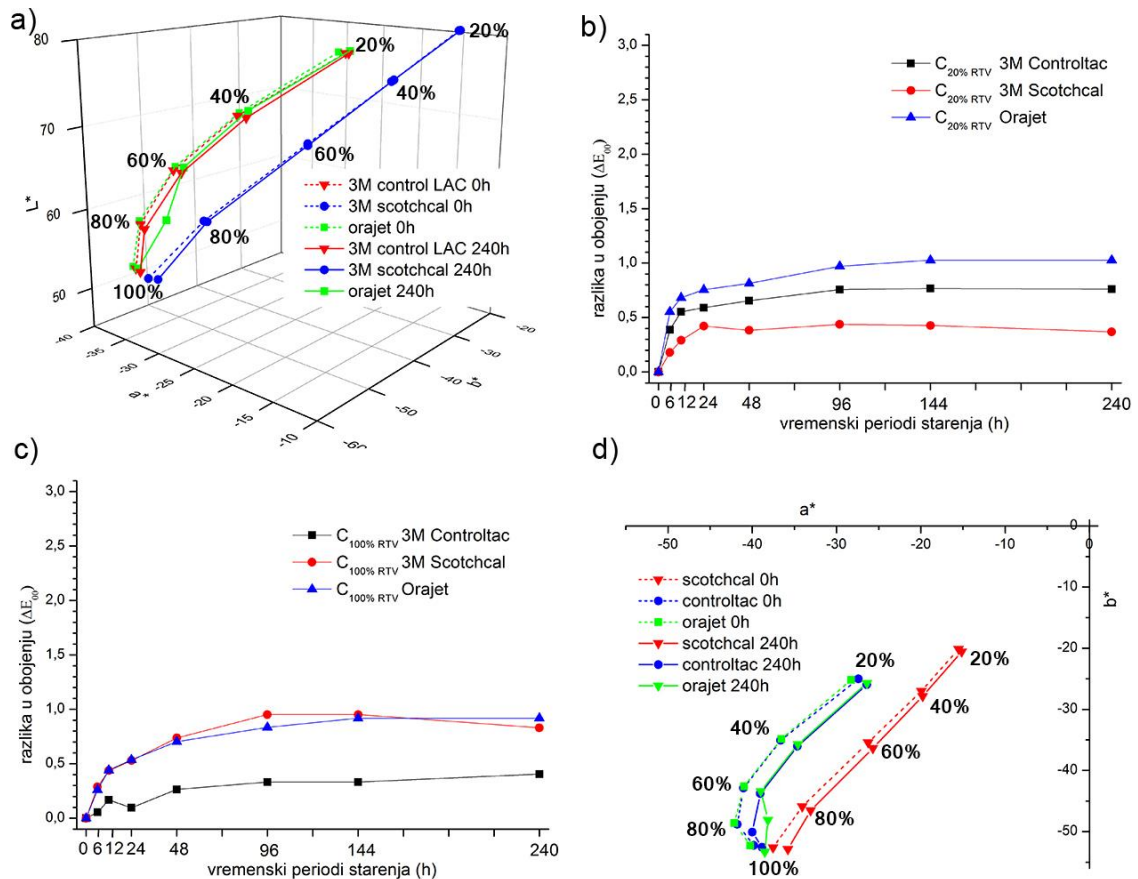 a)
80
70
60
50
L*
-40
-35
-30
-25
-20
-15
-10
a*
-60
-50
-40
-30
-20
b*
20%
20%
40%
40%
60%
60%
80%
80%
100%
3M control LAC 0h
3M scotchcal 0h
orajet 0h
3M control LAC 240h
3M scotchcal 240h
orajet 240h
b)
3,0
2,5
2,0
1,5
1,0
0,5
0,0
razlika u obojenju (ΔE00)
C20% RTV 3M Controltac
C20% RTV 3M Scotchcal
C20% RTV Orajet
0 6 12 24 48 96 144 240
vremenski periodi starenja (h)
c)
3,0
2,5
2,0
1,5
1,0
0,5
0,0
razlika u obojenju (ΔE00)
C100% RTV 3M Controltac
C100% RTV 3M Scotchcal
C100% RTV Orajet
0 6 12 24 48 96 144 240
vremenski periodi starenja (h)
d)
a*
-50 -40 -30 -20 -10 0
0
-10
-20
-30
-40
-50
b*
scotchcal 0h
controltac 0h
orajet 0h
scotchcal 240h
controltac 240h
orajet 240h
20%
20%
40%
40%
60%
60%
80%
80%
100%